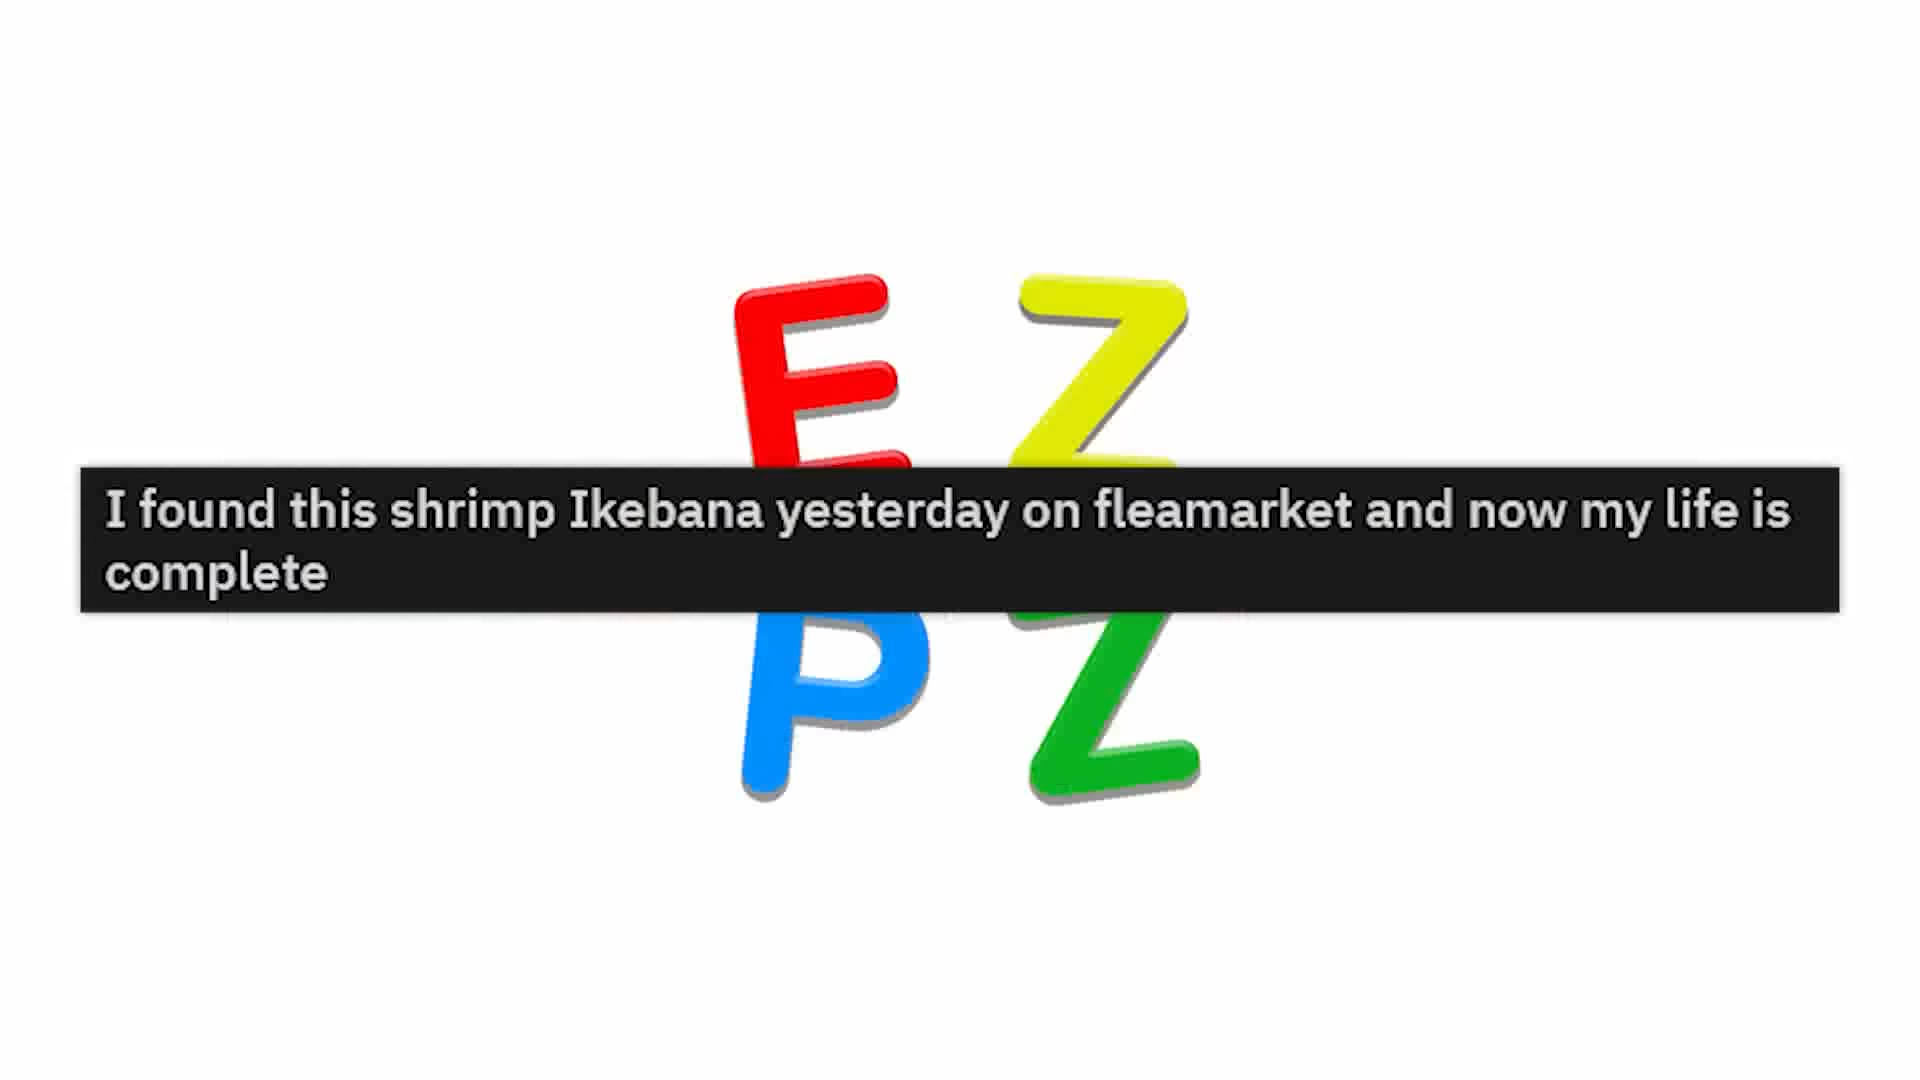 E Z
I found this shrimp Ikebana yesterday on fleamarket and now my life is
complete
P Z